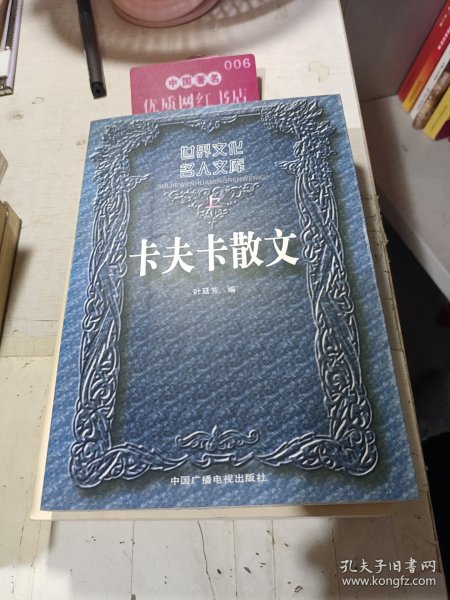 006
中国著名
优质网红书店
世界文化
名人文库
SHIJIEWENHUAMINGRENWENKU
上
卡夫卡散文
叶廷芳 编
中国广播电视出版社
孔夫子旧书网
www.kongfz.com